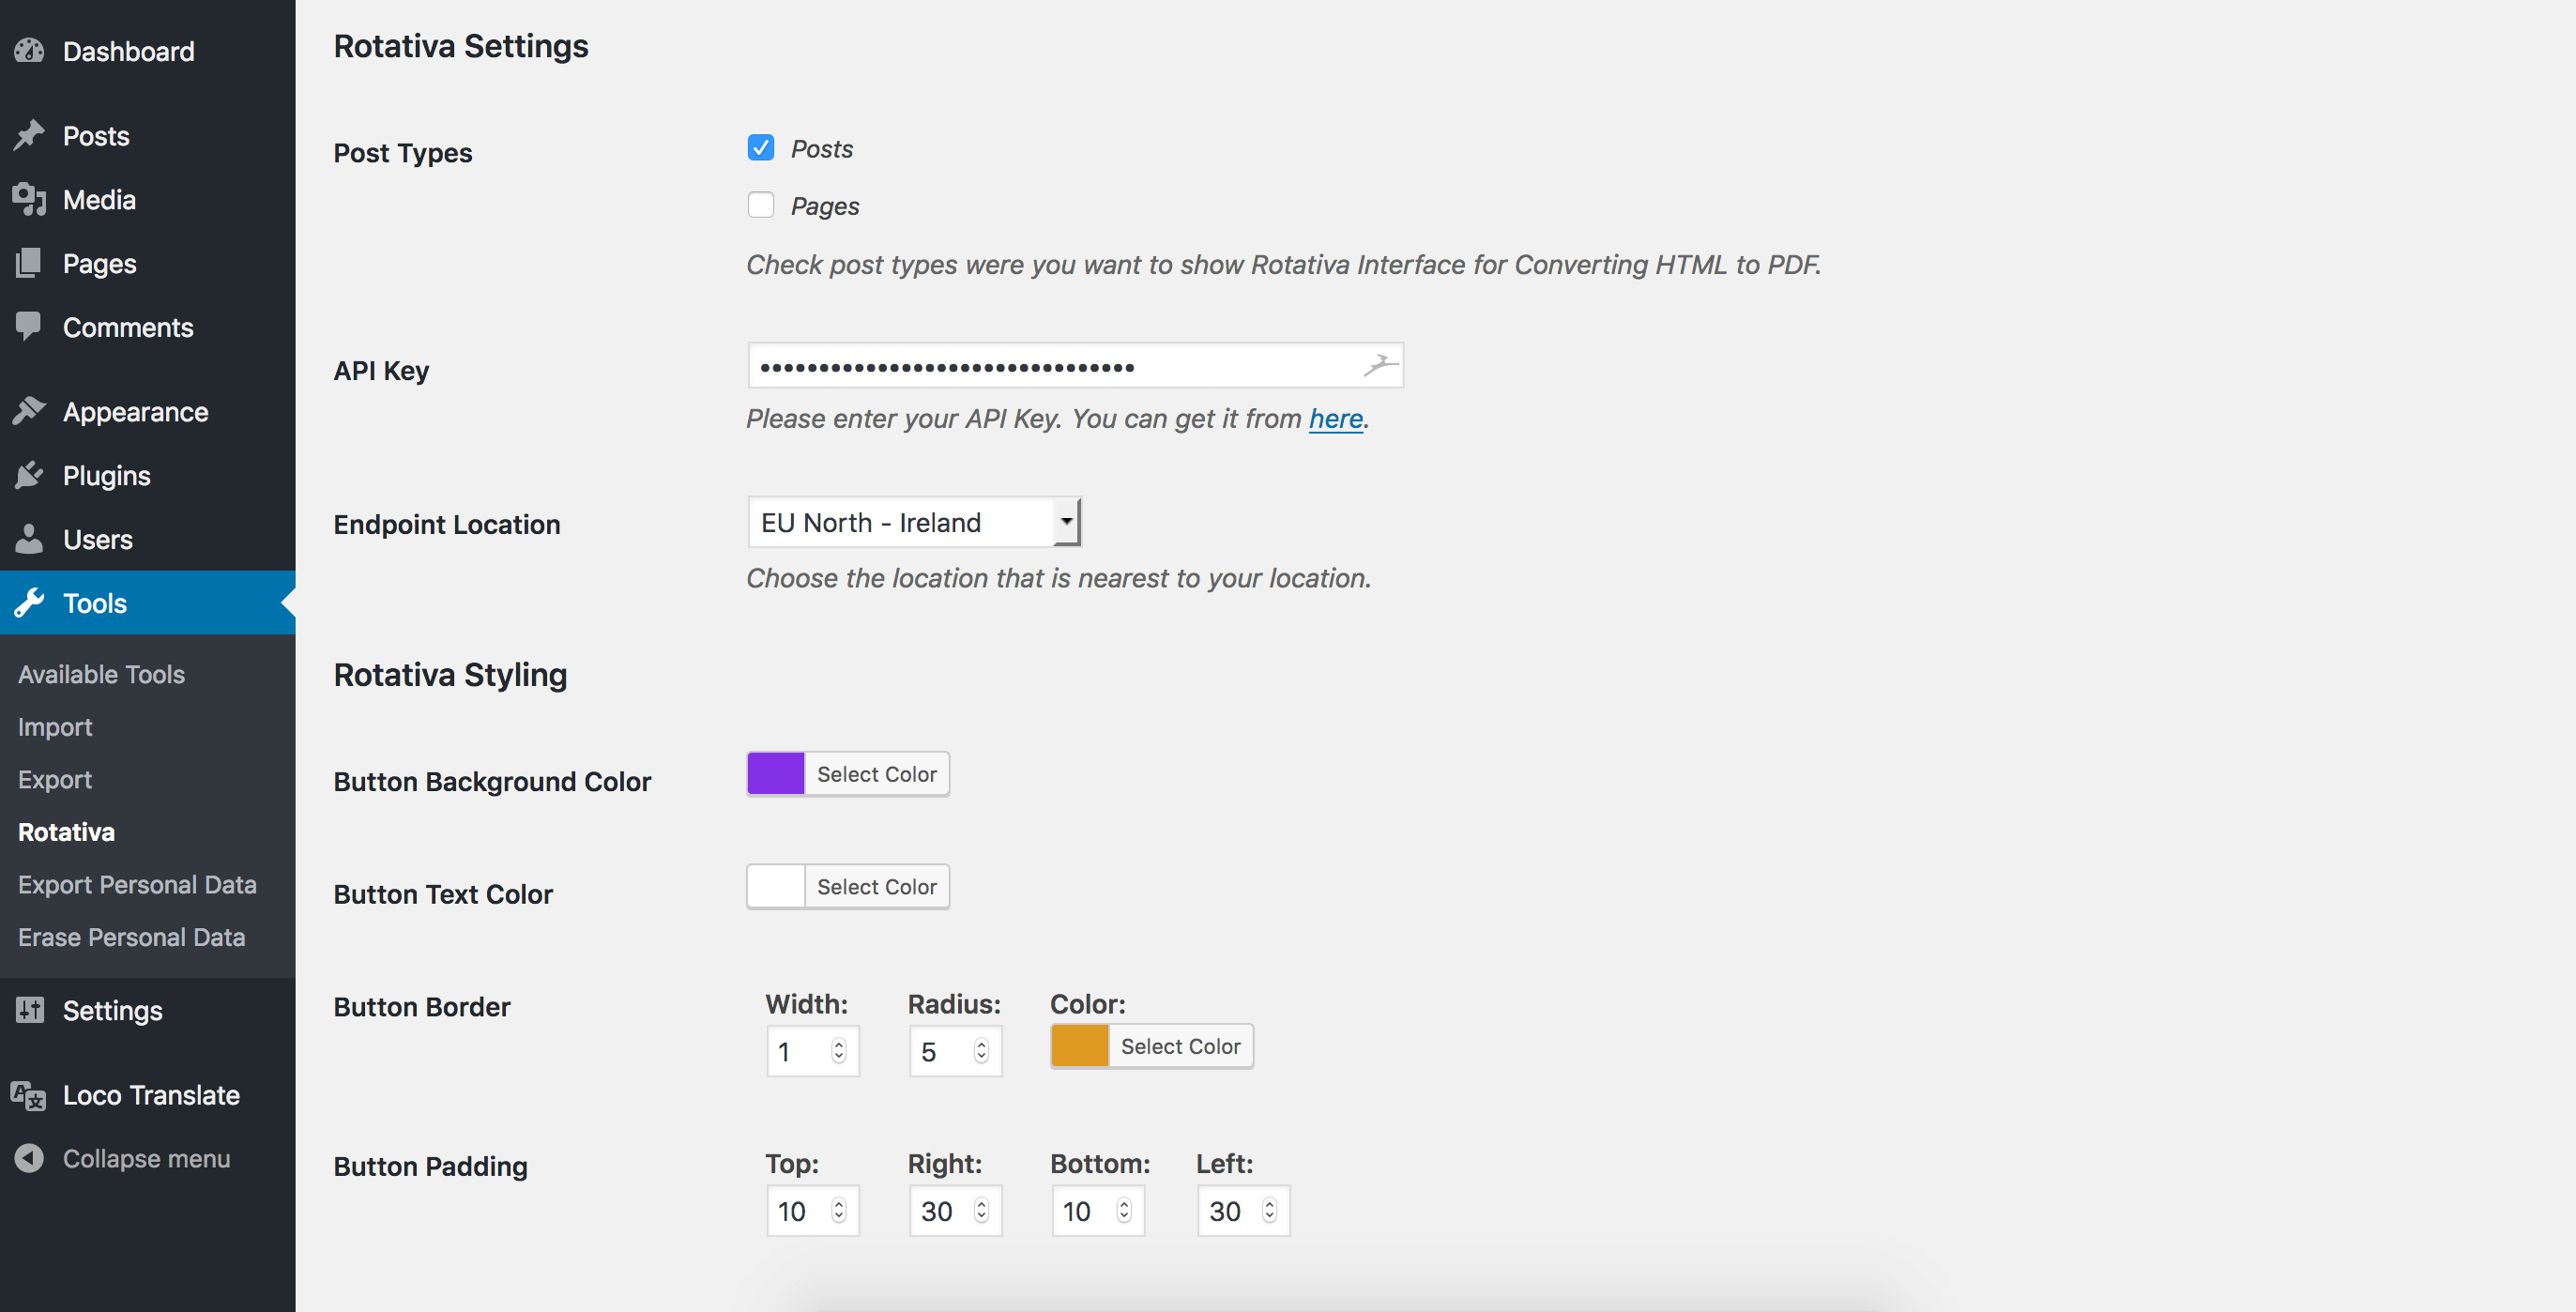 Dashboard
Posts
Media
Pages
Comments
Appearance
Plugins
Users
Tools
Available Tools
Import
Export
Rotativa
Export Personal Data
Erase Personal Data
Settings
Loco Translate
Collapse menu
Rotativa Settings
Post Types
Posts
Pages
Check post types were you want to show Rotativa Interface for Converting HTML to PDF.
API Key
••••••••••••••••••••••••••••••••
Please enter your API Key. You can get it from here.
Endpoint Location
EU North - Ireland
Choose the location that is nearest to your location.
Rotativa Styling
Button Background Color
Select Color
Button Text Color
Select Color
Button Border
Width: Radius: Color:
1 5 Select Color
Button Padding
Top: Right: Bottom: Left:
10 30 10 30